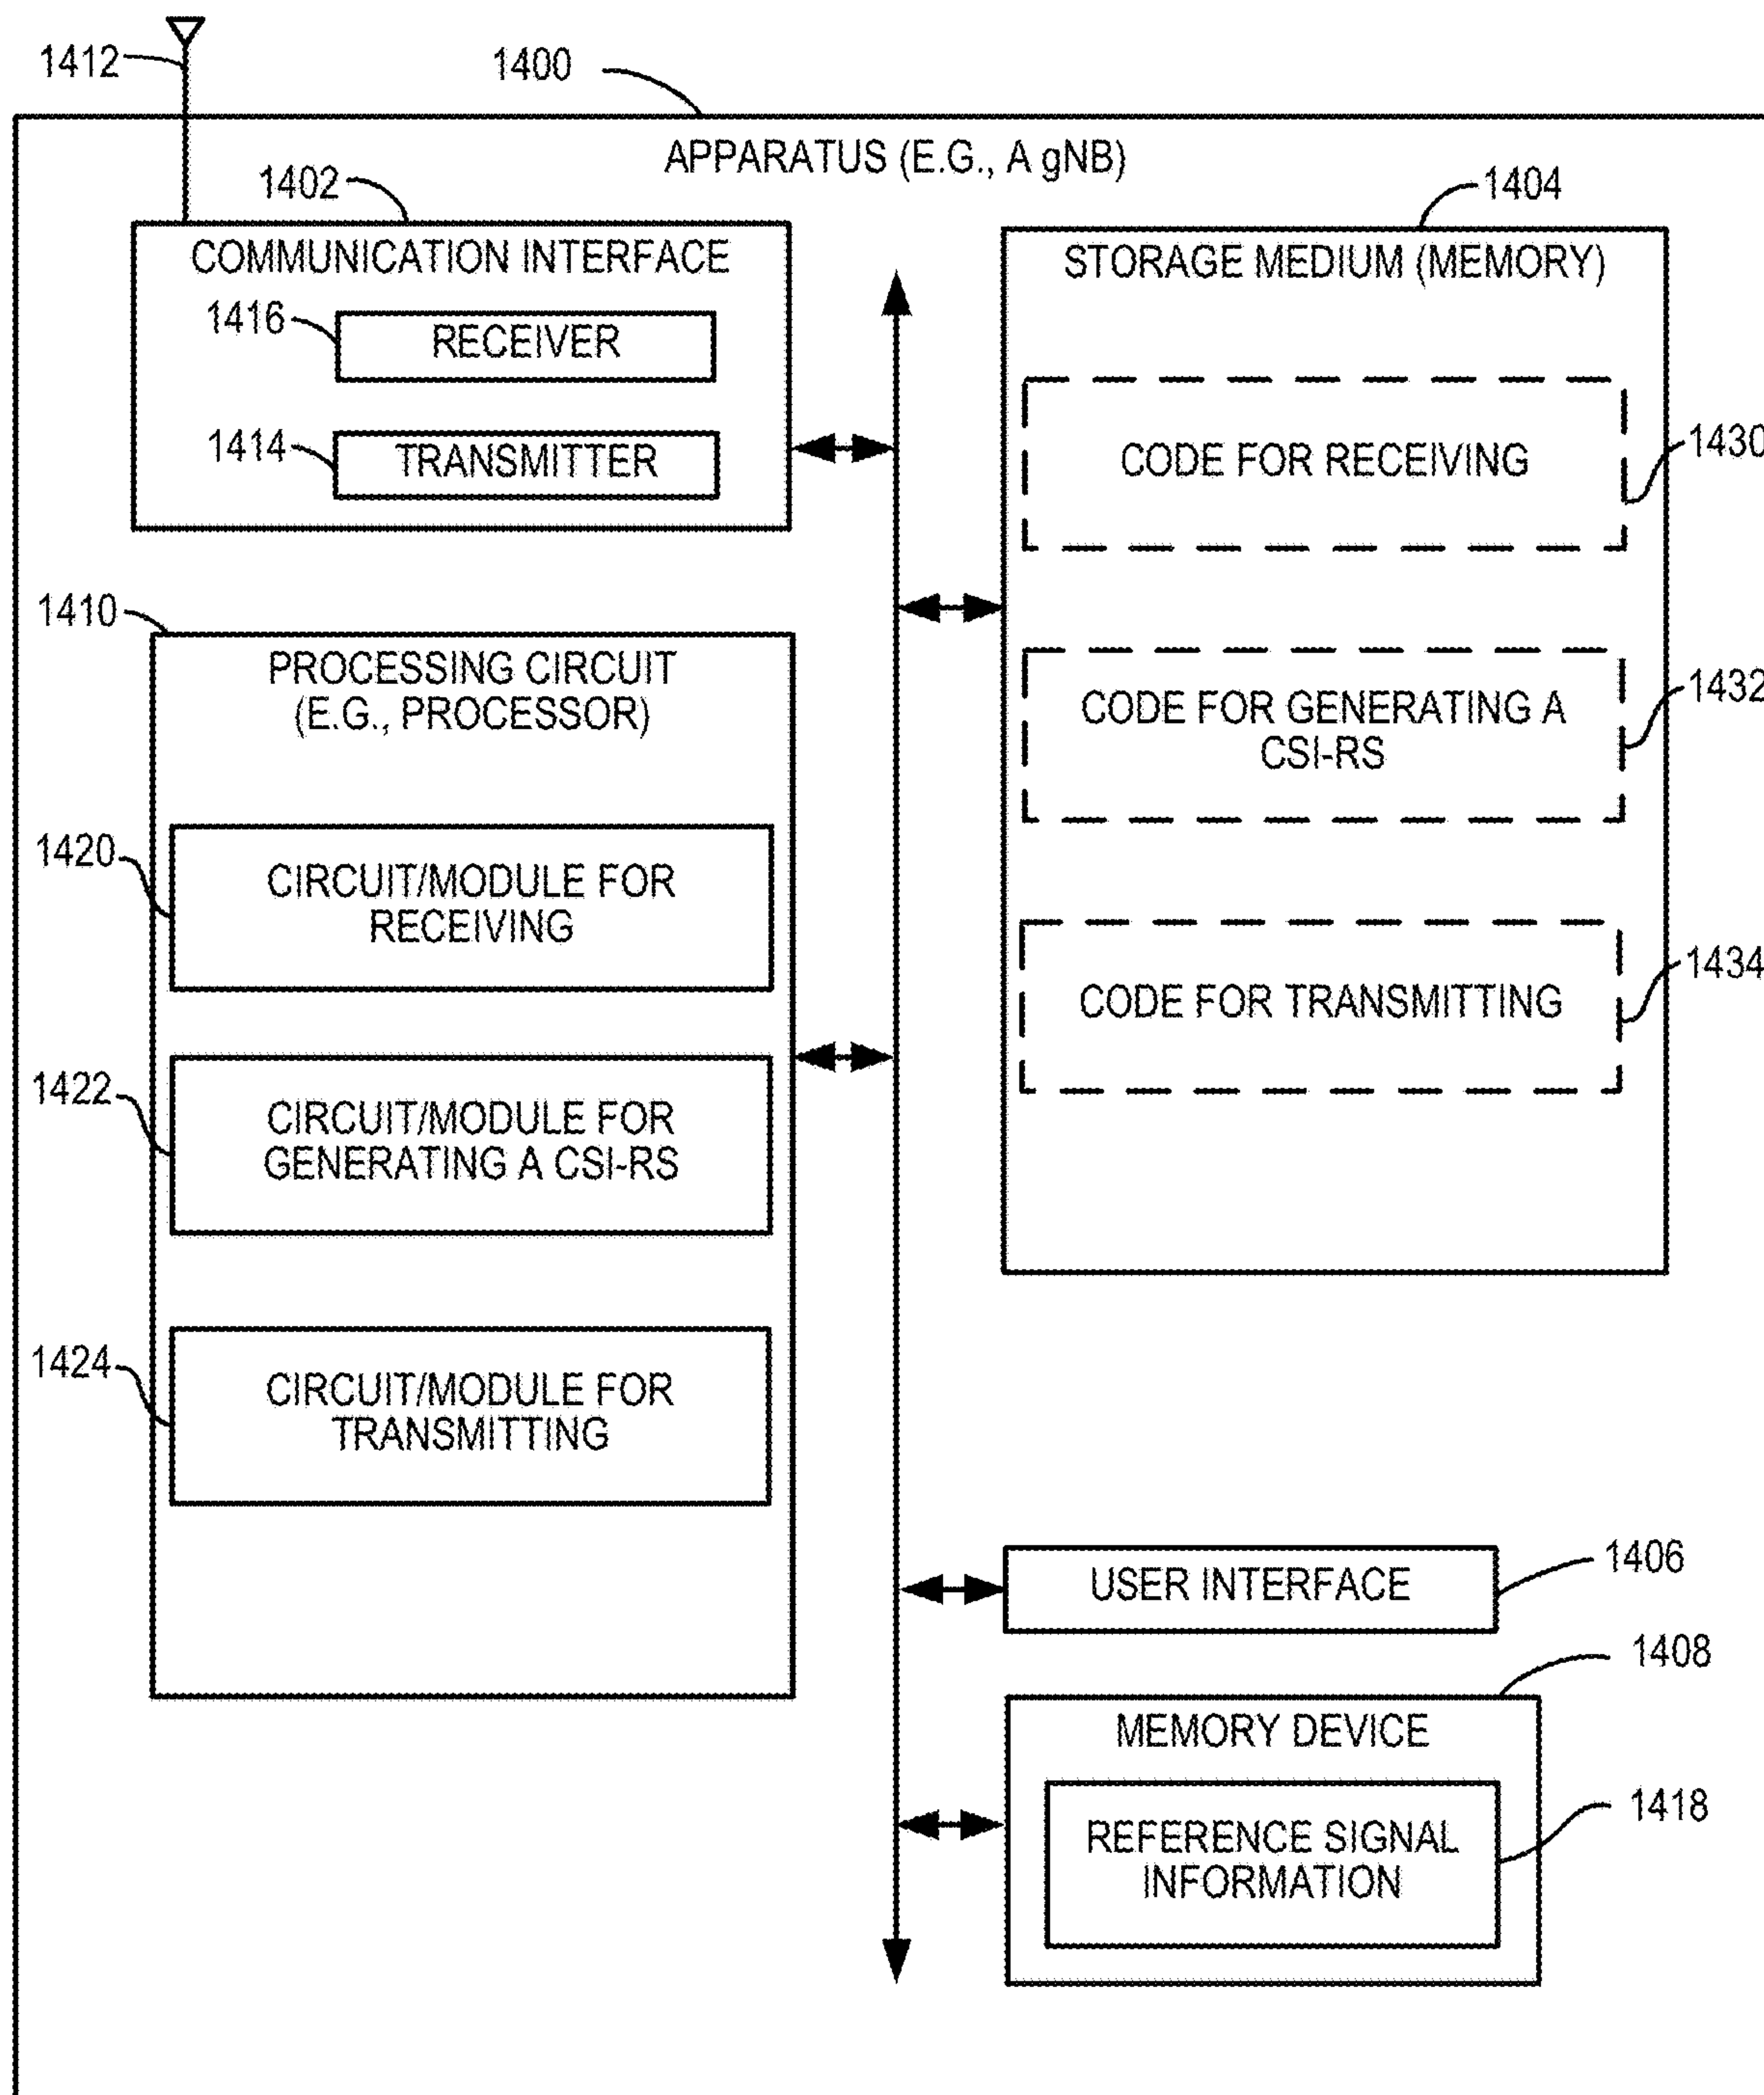 1412
1400
APPARATUS (E.G., A gNB)
1402
COMMUNICATION INTERFACE
1416
RECEIVER
1414
TRANSMITTER
1404
STORAGE MEDIUM (MEMORY)
CODE FOR RECEIVING
1430
CODE FOR GENERATING A
CSI-RS
1432
CODE FOR TRANSMITTING
1434
1410
PROCESSING CIRCUIT
(E.G., PROCESSOR)
1420
CIRCUIT/MODULE FOR
RECEIVING
1422
CIRCUIT/MODULE FOR
GENERATING A CSI-RS
1424
CIRCUIT/MODULE FOR
TRANSMITTING
USER INTERFACE
1406
1408
MEMORY DEVICE
REFERENCE SIGNAL
INFORMATION
1418